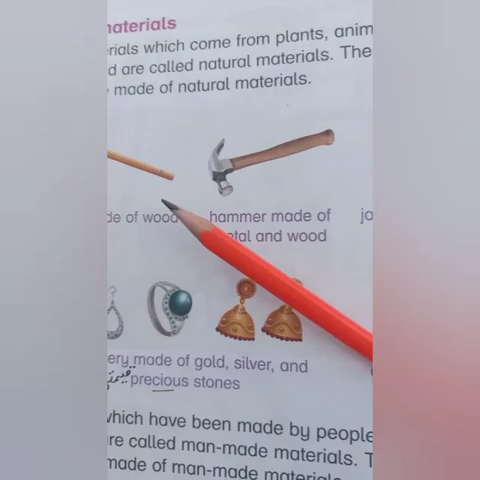 materials
rials which come from plants, anim
d are called natural materials. The
made of natural materials.
de of wood
hammer made of
ja
etal and wood
ery made of gold, silver, and
precious stones
which have been made by people
re called man-made materials. T
made of man-made materials